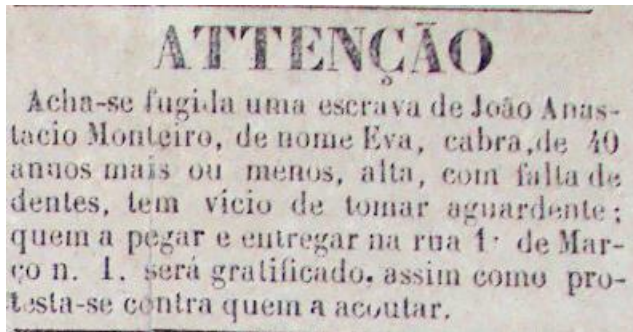 ATTENÇÃO
Acha-se fugida uma escrava de João Anas-
tacio Monteiro, de nome Eva, cabra,de 40
annos mais ou menos, alta, com falta de
dentes, tem vicio de tomar aguardente;
quem a pegar e entregar na rua 1· de Mar-
ço n. 1. será gratificado, assim como pro-
testa-se contra quem a acoutar.